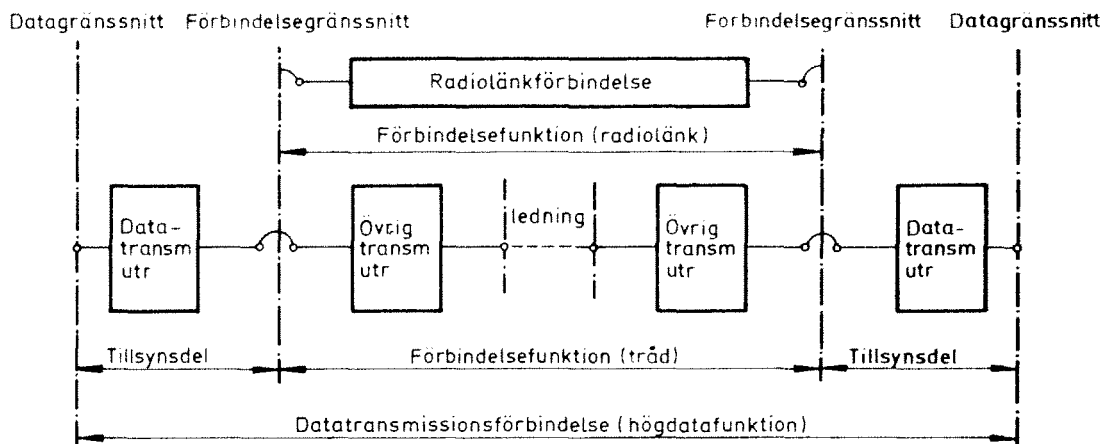 Datagränssnitt Förbindelsegränssnitt Forbindelsegränssnitt Datagränssnitt
Radiolänkförbindelse
Förbindelsefunktion (radiolänk)
Data-
transm
utr
Övrig
transm
utr
ledning
Övrig
transm
utr
Data-
transm
utr
Tillsynsdel Förbindelsefunktion (tråd) Tillsynsdel
Datatransmissionsförbindelse (högdatafunktion)